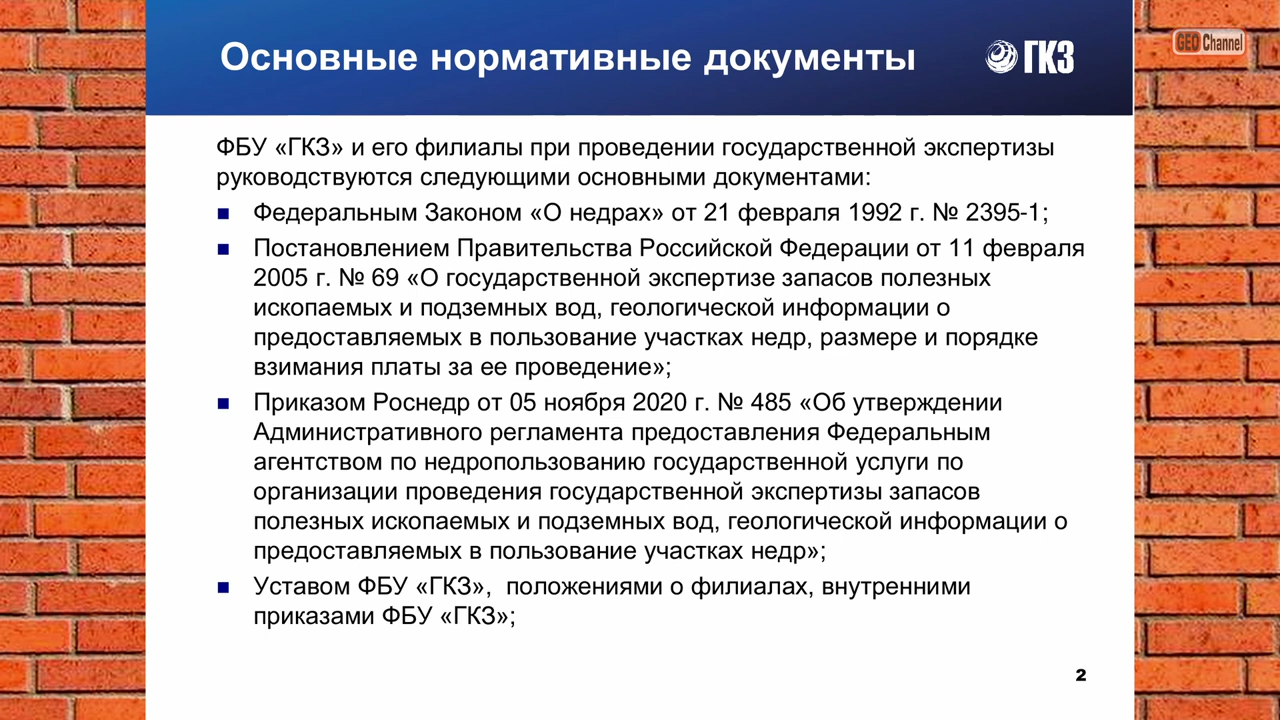 Основные нормативные документы
ГКЗ
GEO Channel
ФБУ «ГКЗ» и его филиалы при проведении государственной экспертизы
руководствуются следующими основными документами:
Федеральным Законом «О недрах» от 21 февраля 1992 г. № 2395-1;
Постановлением Правительства Российской Федерации от 11 февраля
2005 г. № 69 «О государственной экспертизе запасов полезных
ископаемых и подземных вод, геологической информации о
предоставляемых в пользование участках недр, размере и порядке
взимания платы за ее проведение»;
Приказом Роснедр от 05 ноября 2020 г. № 485 «Об утверждении
Административного регламента предоставления Федеральным
агентством по недропользованию государственной услуги по
организации проведения государственной экспертизы запасов
полезных ископаемых и подземных вод, геологической информации о
предоставляемых в пользование участках недр»;
Уставом ФБУ «ГКЗ»,  положениями о филиалах, внутренними
приказами ФБУ «ГКЗ»;
2